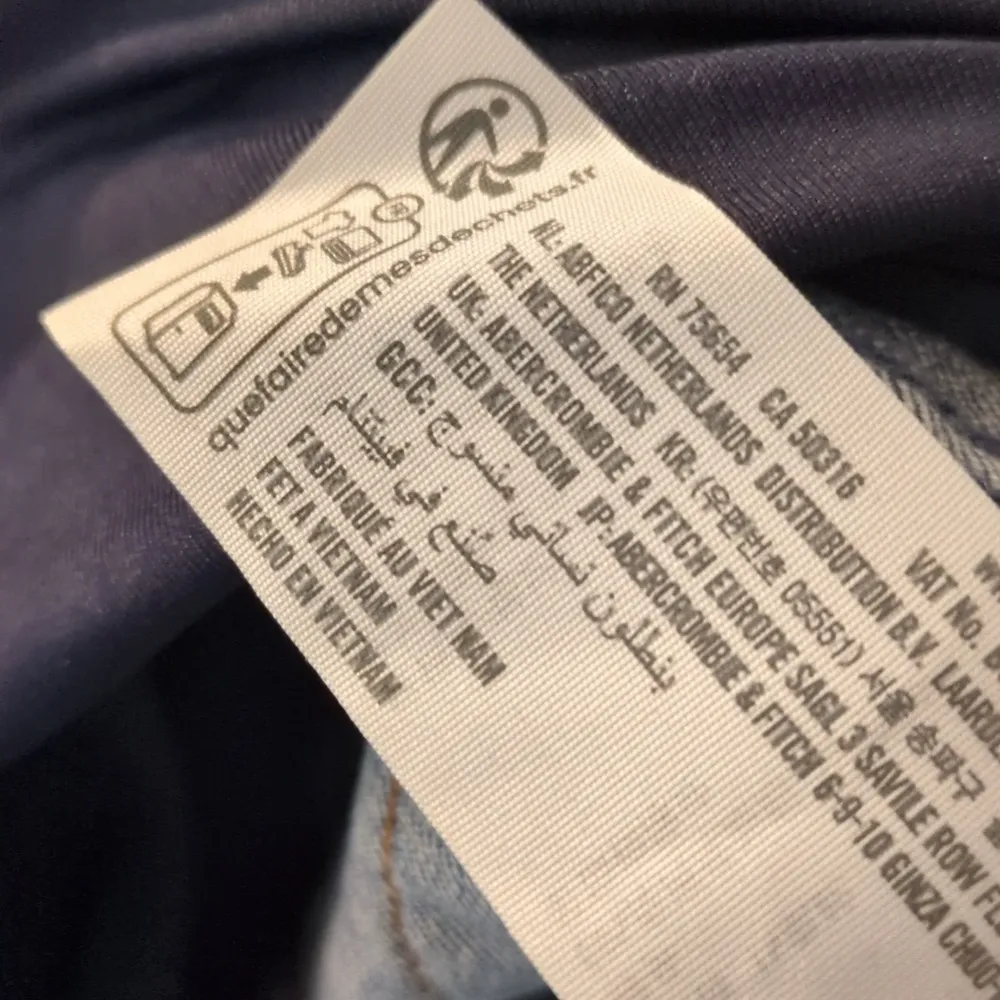 quefairedemesdechets.fr
RN 75654 CA 50316
VAT No.
NL: ABFICO NETHERLANDS DISTRIBUTION B.V.
THE NETHERLANDS KR: (우편번호 05551) 서울 송파구
UK: ABERCROMBIE & FITCH EUROPE SAGL 3 SAVILE ROW
UNITED KINGDOM JP: ABERCROMBIE & FITCH 6-9-10 GINZA
GCC: بنطلون نسائي منسوج
صنع في فيتنام
FABRIQUÉ AU VIET NAM
FET A VIETNAM
HECHO EN VIETNAM